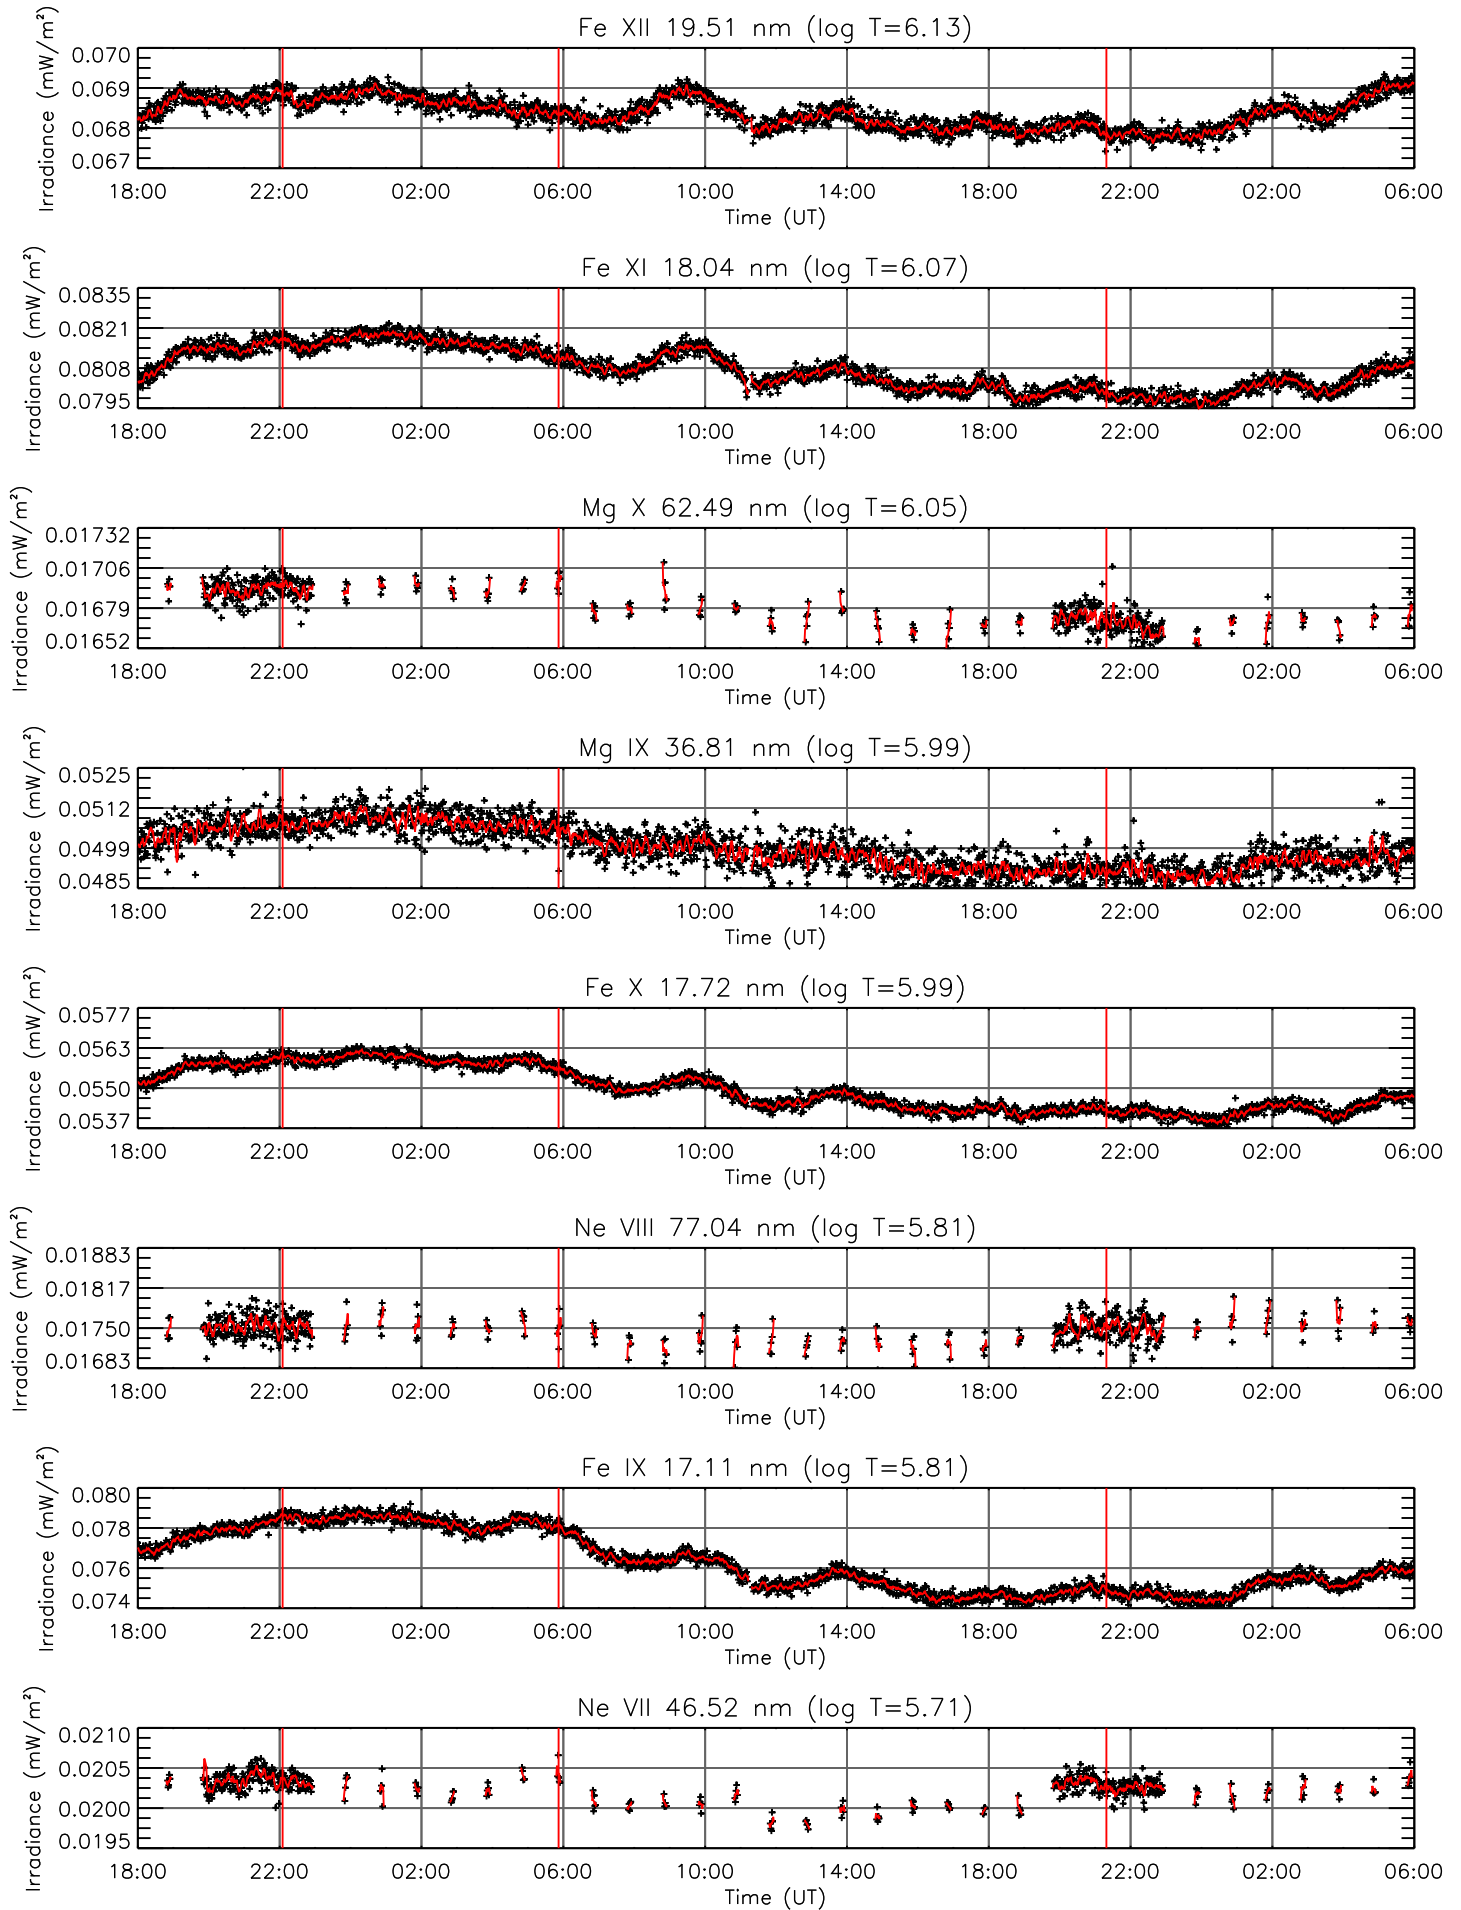 Fe XII 19.51 nm (log T=6.13)
Irradiance (mW/m²)
0.070
0.069
0.068
0.067
18:00 22:00 02:00 06:00 10:00 14:00 18:00 22:00 02:00 06:00
Time (UT)
Fe XI 18.04 nm (log T=6.07)
Irradiance (mW/m²)
0.0835
0.0821
0.0808
0.0795
18:00 22:00 02:00 06:00 10:00 14:00 18:00 22:00 02:00 06:00
Time (UT)
Mg X 62.49 nm (log T=6.05)
Irradiance (mW/m²)
0.01732
0.01706
0.01679
0.01652
18:00 22:00 02:00 06:00 10:00 14:00 18:00 22:00 02:00 06:00
Time (UT)
Mg IX 36.81 nm (log T=5.99)
Irradiance (mW/m²)
0.0525
0.0512
0.0499
0.0485
18:00 22:00 02:00 06:00 10:00 14:00 18:00 22:00 02:00 06:00
Time (UT)
Fe X 17.72 nm (log T=5.99)
Irradiance (mW/m²)
0.0577
0.0563
0.0550
0.0537
18:00 22:00 02:00 06:00 10:00 14:00 18:00 22:00 02:00 06:00
Time (UT)
Ne VIII 77.04 nm (log T=5.81)
Irradiance (mW/m²)
0.01883
0.01817
0.01750
0.01683
18:00 22:00 02:00 06:00 10:00 14:00 18:00 22:00 02:00 06:00
Time (UT)
Fe IX 17.11 nm (log T=5.81)
Irradiance (mW/m²)
0.080
0.078
0.076
0.074
18:00 22:00 02:00 06:00 10:00 14:00 18:00 22:00 02:00 06:00
Time (UT)
Ne VII 46.52 nm (log T=5.71)
Irradiance (mW/m²)
0.0210
0.0205
0.0200
0.0195
18:00 22:00 02:00 06:00 10:00 14:00 18:00 22:00 02:00 06:00
Time (UT)